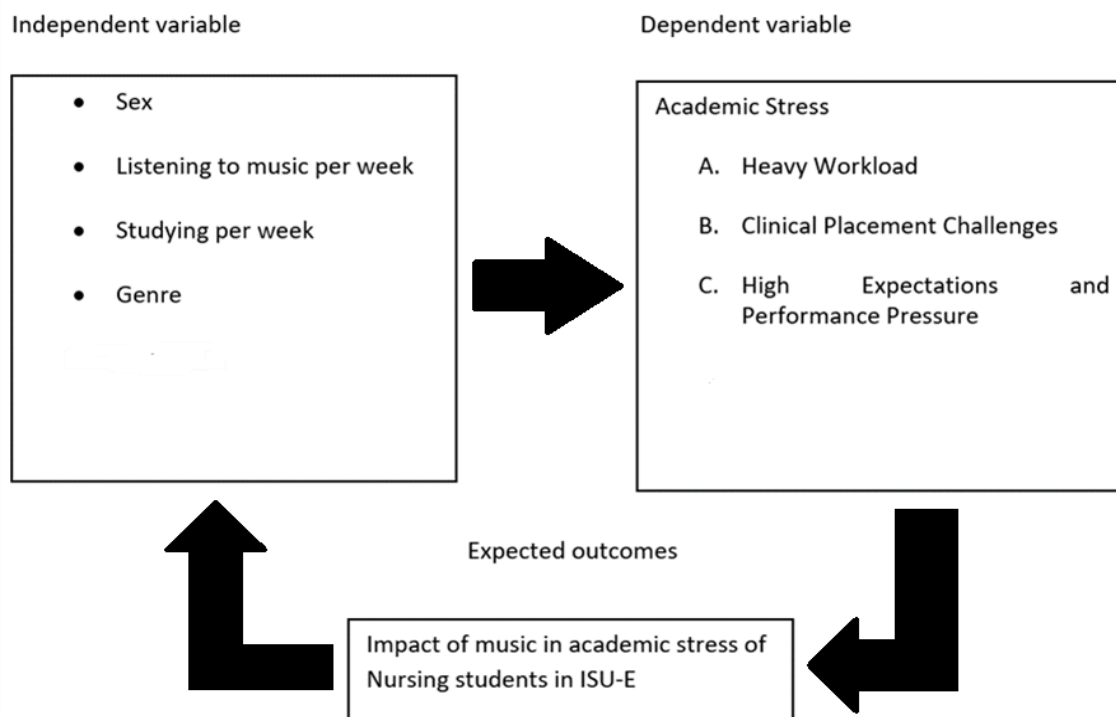 Independent variable
Dependent variable
• Sex
• Listening to music per week
• Studying per week
• Genre
Academic Stress
A. Heavy Workload
B. Clinical Placement Challenges
C. High Expectations and
Performance Pressure
Expected outcomes
Impact of music in academic stress of
Nursing students in ISU-E